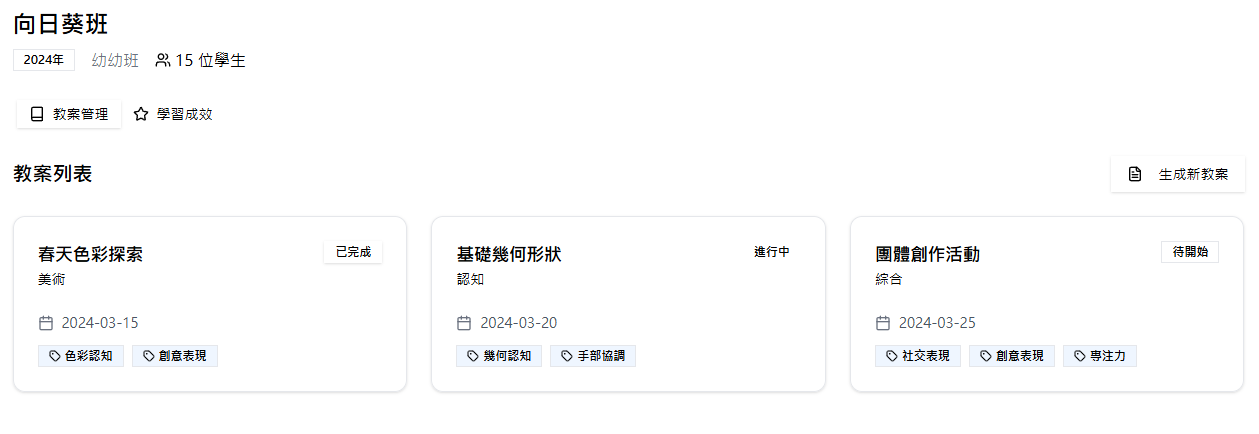 向日葵班
2024年 幼幼班 15 位學生
教案管理 學習成效
教案列表 生成新教案
春天色彩探索 已完成
美術
2024-03-15
色彩認知 創意表現
基礎幾何形狀 進行中
認知
2024-03-20
幾何認知 手部協調
團體創作活動 待開始
綜合
2024-03-25
社交表現 創意表現 專注力